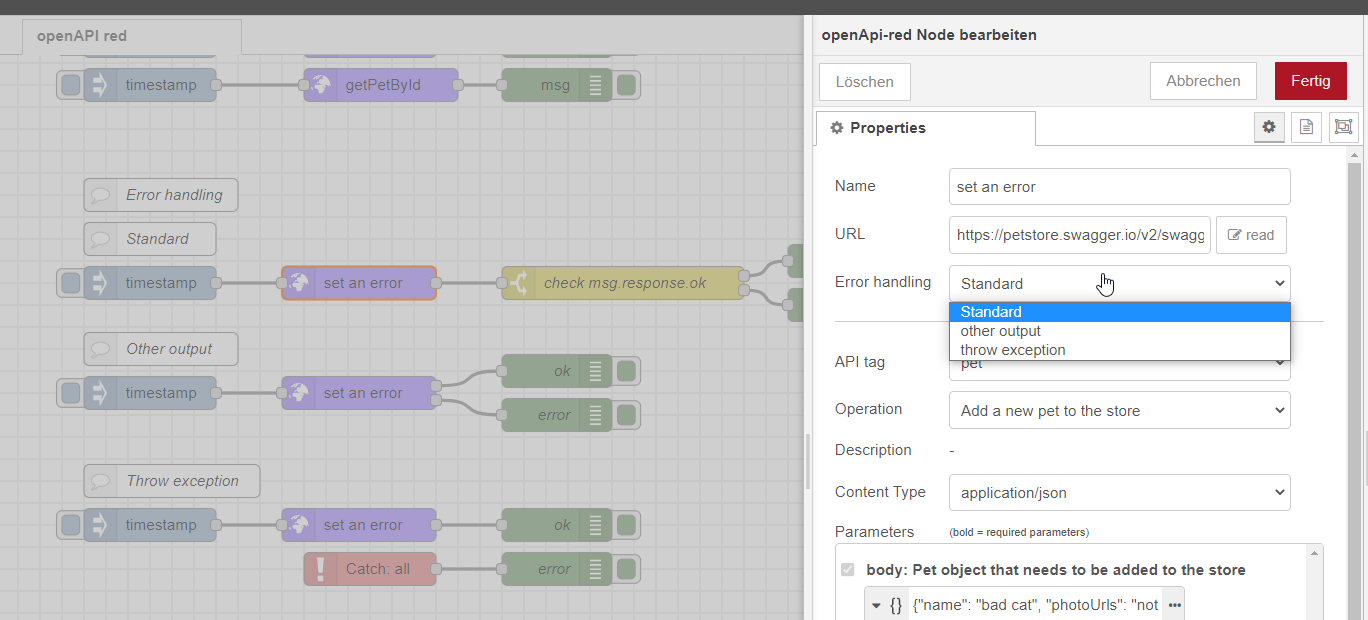 openAPI red
timestamp
getPetById
msg
Error handling
Standard
timestamp
set an error
check msg.response.ok
Other output
timestamp
set an error
ok
error
Throw exception
timestamp
set an error
ok
Catch: all
error
openApi-red Node bearbeiten
Löschen
Abbrechen
Fertig
Properties
Name
set an error
URL
https://petstore.swagger.io/v2/swagg
read
Error handling
Standard
Standard
other output
throw exception
API tag
pet
Operation
Add a new pet to the store
Description
-
Content Type
application/json
Parameters
(bold = required parameters)
body: Pet object that needs to be added to the store
{} {"name": "bad cat", "photoUrls": "not